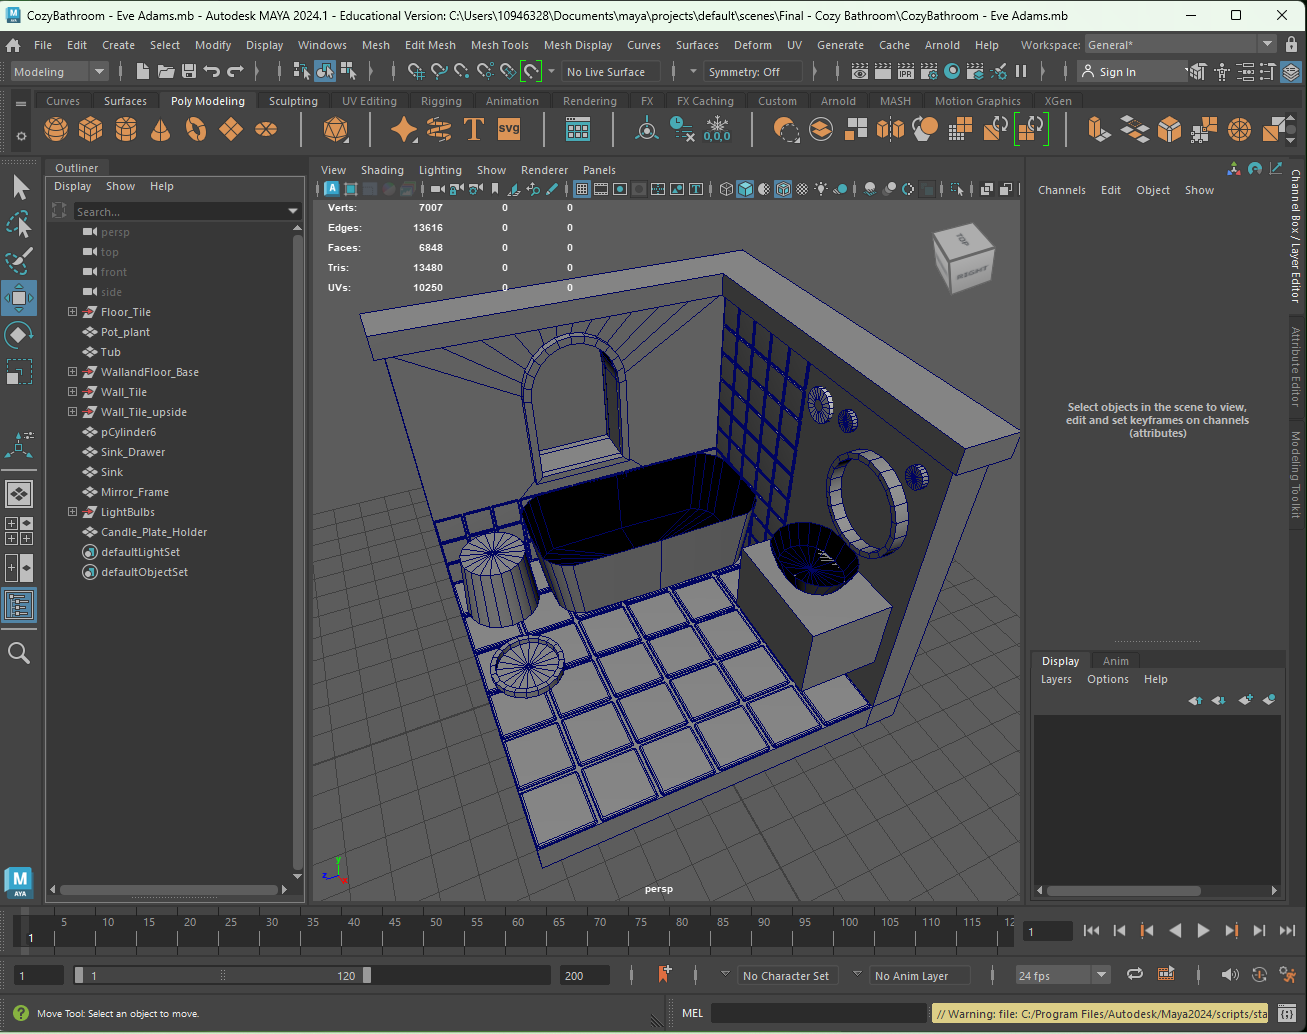 CozyBathroom - Eve Adams.mb - Autodesk MAYA 2024.1 - Educational Version: C:\Users\10946328\Documents\maya\projects\default\scenes\Final - Cozy Bathroom\CozyBathroom - Eve Adams.mb
File Edit Create Select Modify Display Windows Mesh Edit Mesh Mesh Tools Mesh Display Curves Surfaces Deform UV Generate Cache Arnold Help Workspace: General*
Modeling No Live Surface Symmetry: Off IPR Sign In
Curves Surfaces Poly Modeling Sculpting UV Editing Rigging Animation Rendering FX FX Caching Custom Arnold MASH Motion Graphics XGen
T svg 0,0,0
Outliner
Display Show Help
Search...
persp
top
front
side
Floor_Tile
Pot_plant
Tub
WallandFloor_Base
Wall_Tile
Wall_Tile_upside
pCylinder6
Sink_Drawer
Sink
Mirror_Frame
LightBulbs
Candle_Plate_Holder
defaultLightSet
defaultObjectSet
M
AYA
View Shading Lighting Show Renderer Panels
Verts: 7007 0 0
Edges: 13616 0 0
Faces: 6848 0 0
Tris: 13480 0 0
UVs: 10250 0 0
TOP
RIGHT
y
z
persp
Channels Edit Object Show
Select objects in the scene to view,
edit and set keyframes on channels
(attributes)
Channel Box / Layer Editor
Attribute Editor
Modeling Toolkit
Display Anim
Layers Options Help
5 10 15 20 25 30 35 40 45 50 55 60 65 70 75 80 85 90 95 100 105 110 115 12
1
1
1 1 120 200 No Character Set No Anim Layer 24 fps
Move Tool: Select an object to move. MEL // Warning: file: C:/Program Files/Autodesk/Maya2024/scripts/sta